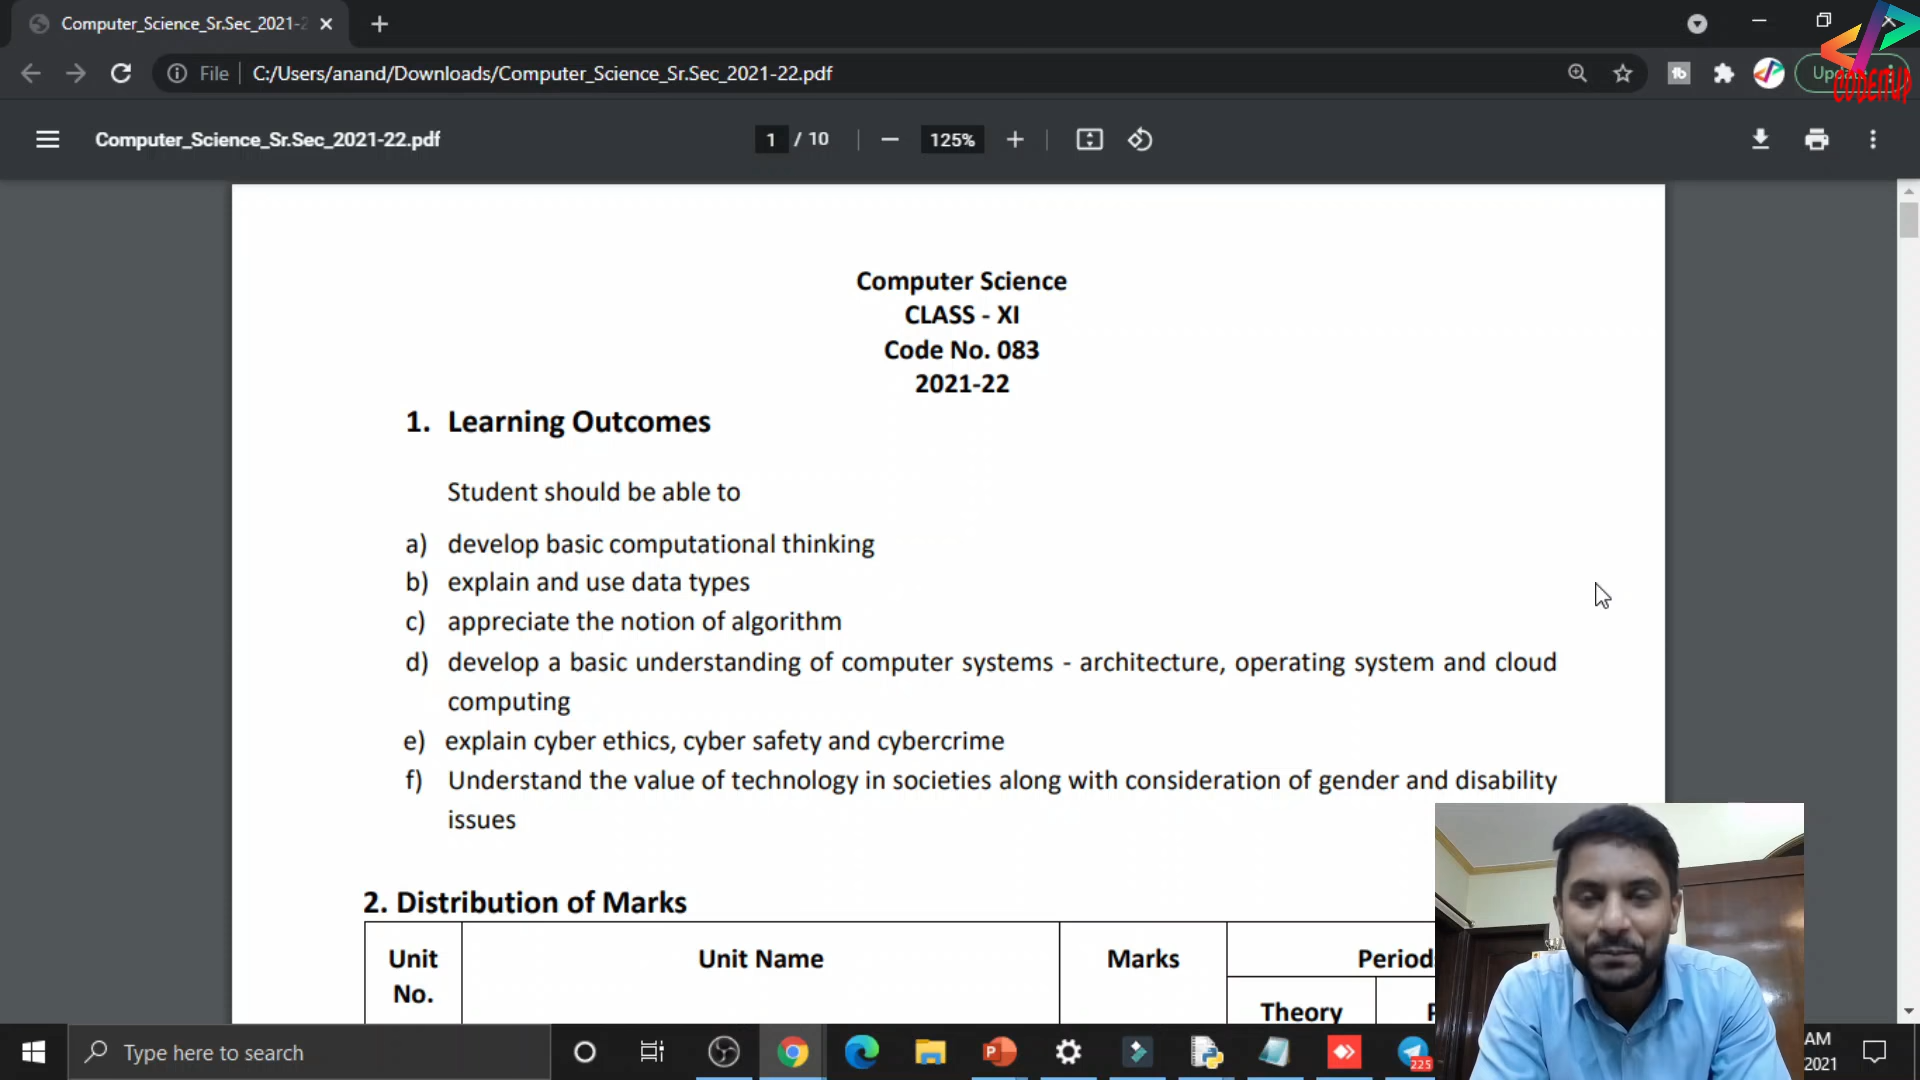 Computer_Science_Sr.Sec_2021-2
File
C:/Users/anand/Downloads/Computer_Science_Sr.Sec_2021-22.pdf
CODEITUP
Computer_Science_Sr.Sec_2021-22.pdf
1 / 10
125%
Computer Science
CLASS - XI
Code No. 083
2021-22
1. Learning Outcomes
Student should be able to
a) develop basic computational thinking
b) explain and use data types
c) appreciate the notion of algorithm
d) develop a basic understanding of computer systems - architecture, operating system and cloud
computing
e) explain cyber ethics, cyber safety and cybercrime
f) Understand the value of technology in societies along with consideration of gender and disability
issues
2. Distribution of Marks
Unit
No.
Unit Name
Marks
Period
Theory
Type here to search
225
AM
2021